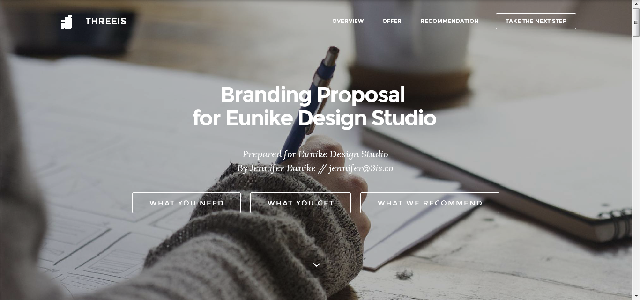 THREEIS
OVERVIEW
OFFER
RECOMMENDATION
TAKE THE NEXT STEP
Branding Proposal
for Eunike Design Studio
Prepared for Eunike Design Studio
By Jennifer Eunike // jennifer@3is.co
WHAT YOU NEED
WHAT YOU GET
WHAT WE RECOMMEND